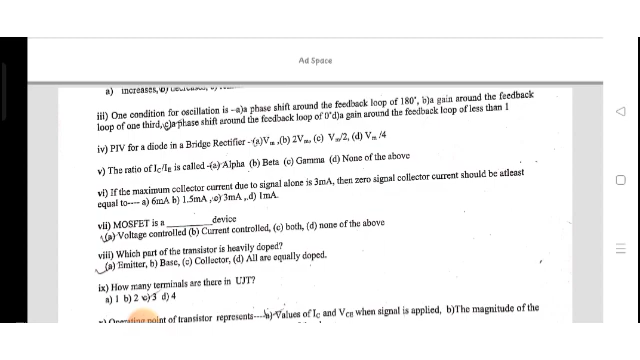 Ad Space
a) increases, b) Decreases,
iii) One condition for oscillation is –a)a phase shift around the feedback loop of 180°, b)a gain around the feedback
loop of one third, c)a phase shift around the feedback loop of 0°d)a gain around the feedback loop of less than 1
iv) PIV for a diode in a Bridge Rectifier --(a)Vm ,(b) 2Vm, (c) Vm/2, (d) Vm /4
v) The ratio of IC/IB is called -(a) Alpha (b) Beta (c) Gamma (d) None of the above
vi) If the maximum collector current due to signal alone is 3mA, then zero signal collector current should be atleast
equal to---- a) 6mA b) 1.5mA , c) 3mA ,.d) 1mA.
vii) MOSFET is a __________device
(a) Voltage controlled (b) Current controlled, (c) both, (d) none of the above
viii) Which part of the transistor is heavily doped?
(a) Emitter, b) Base, (c) Collector, (d) All are equally doped.
ix) How many terminals are there in UJT?
a) 1 b) 2 c) 3 d) 4
x) Operating point of transistor represents----a) Values of IC and VCE when signal is applied, b)The magnitude of the